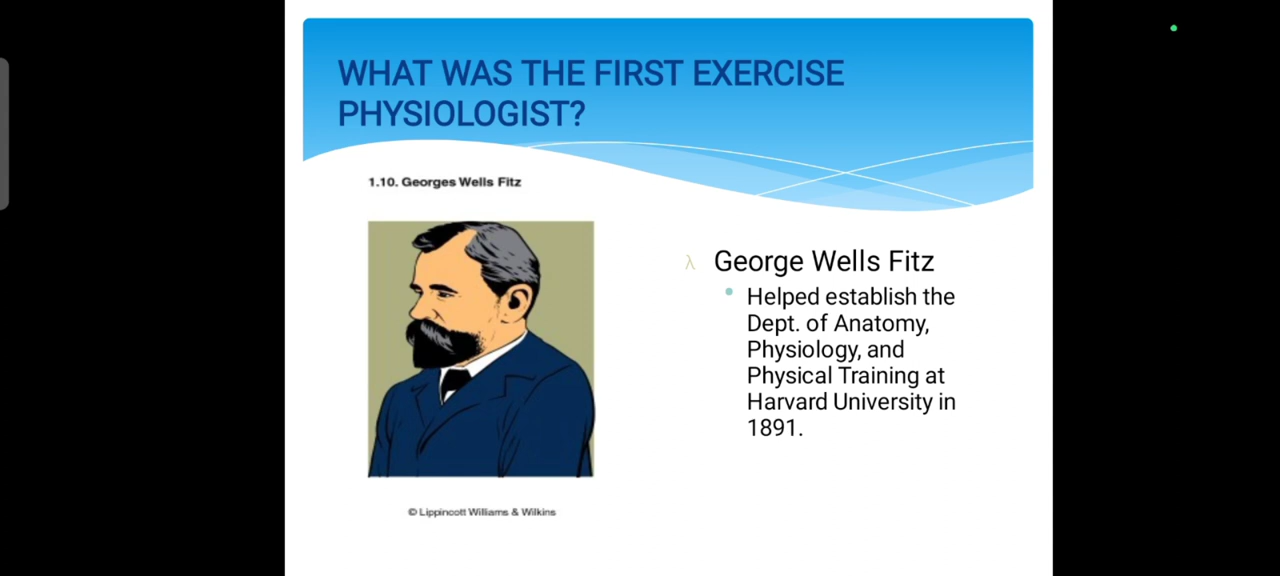 WHAT WAS THE FIRST EXERCISE
PHYSIOLOGIST?
1.10. Georges Wells Fitz
λ George Wells Fitz
• Helped establish the
Dept. of Anatomy,
Physiology, and
Physical Training at
Harvard University in
1891.
© Lippincott Williams & Wilkins